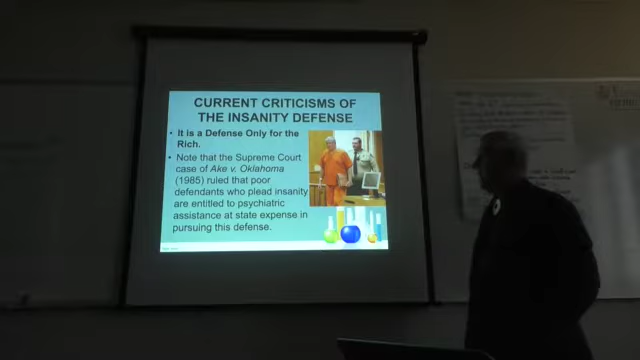 CURRENT CRITICISMS OF
THE INSANITY DEFENSE
• It is a Defense Only for the
Rich.
• Note that the Supreme Court
case of Ake v. Oklahoma
(1985) ruled that poor
defendants who plead insanity
are entitled to psychiatric
assistance at state expense in
pursuing this defense.